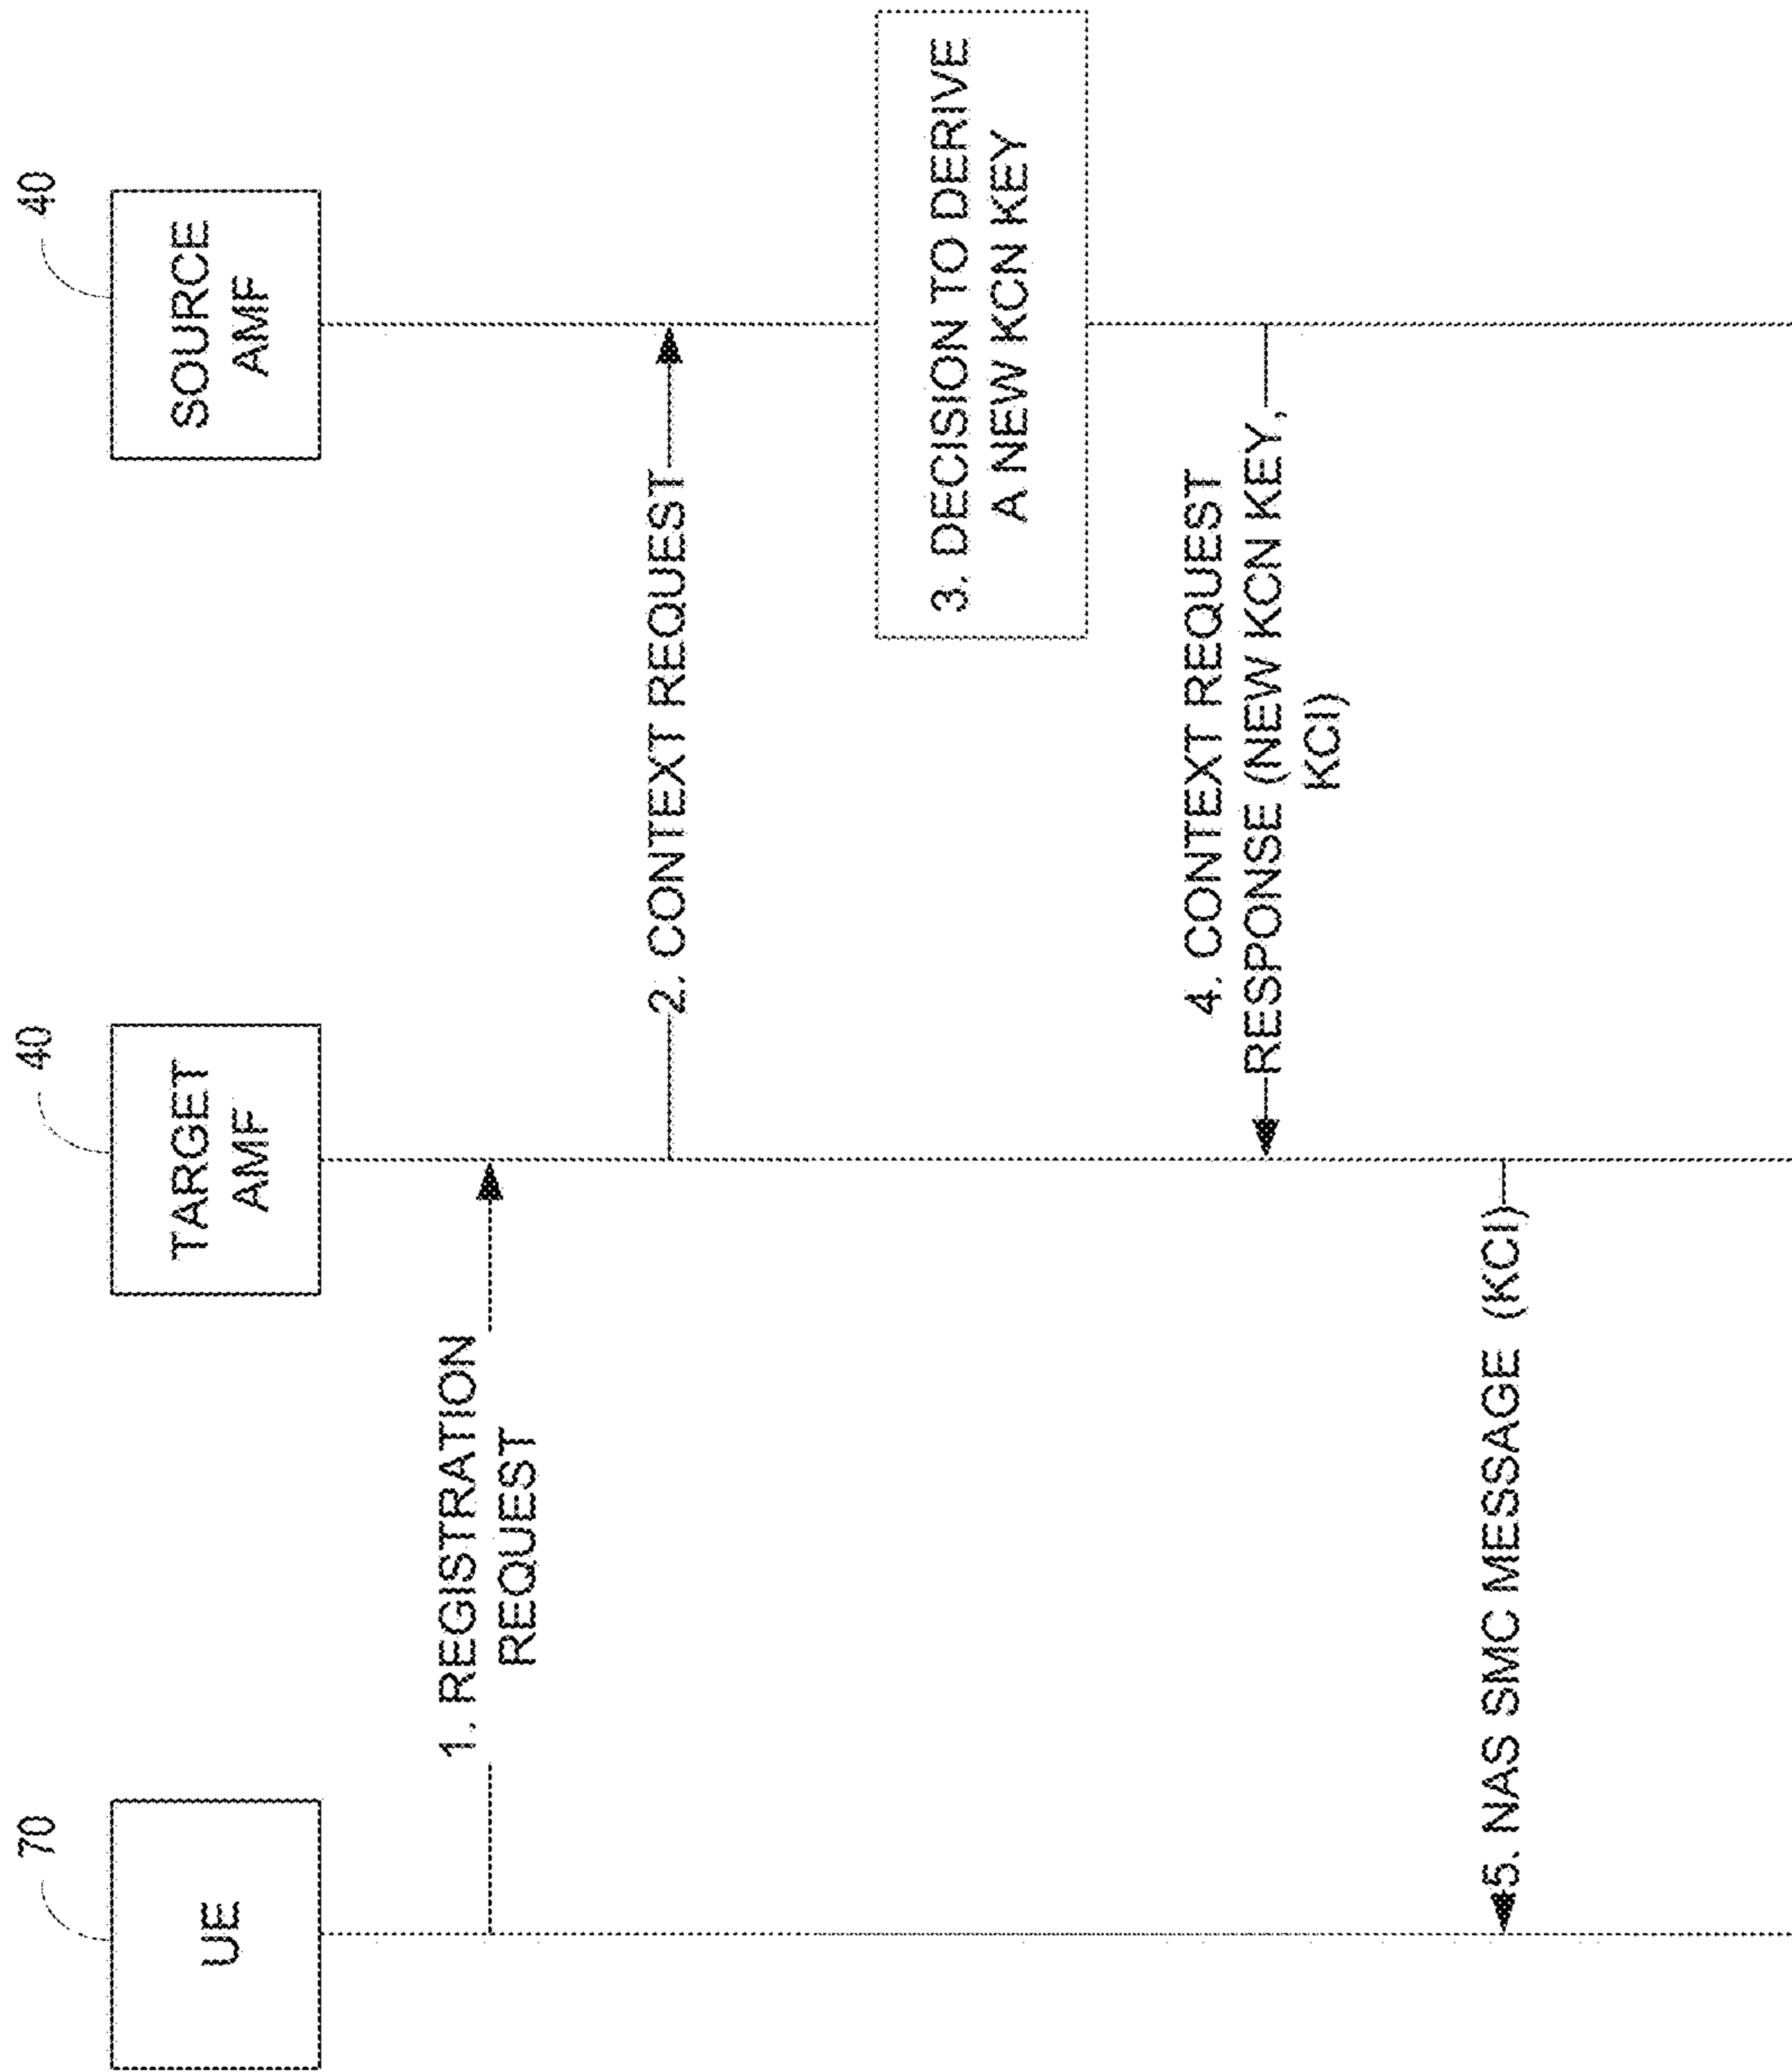 70
40
40
UE
TARGET
AMF
SOURCE
AMF
1. REGISTRATION
REQUEST
2. CONTEXT REQUEST
3. DECISION TO DERIVE
A NEW KCN KEY
4. CONTEXT REQUEST
RESPONSE (NEW KCN KEY,
KCI)
5. NAS SMC MESSAGE (KCI)